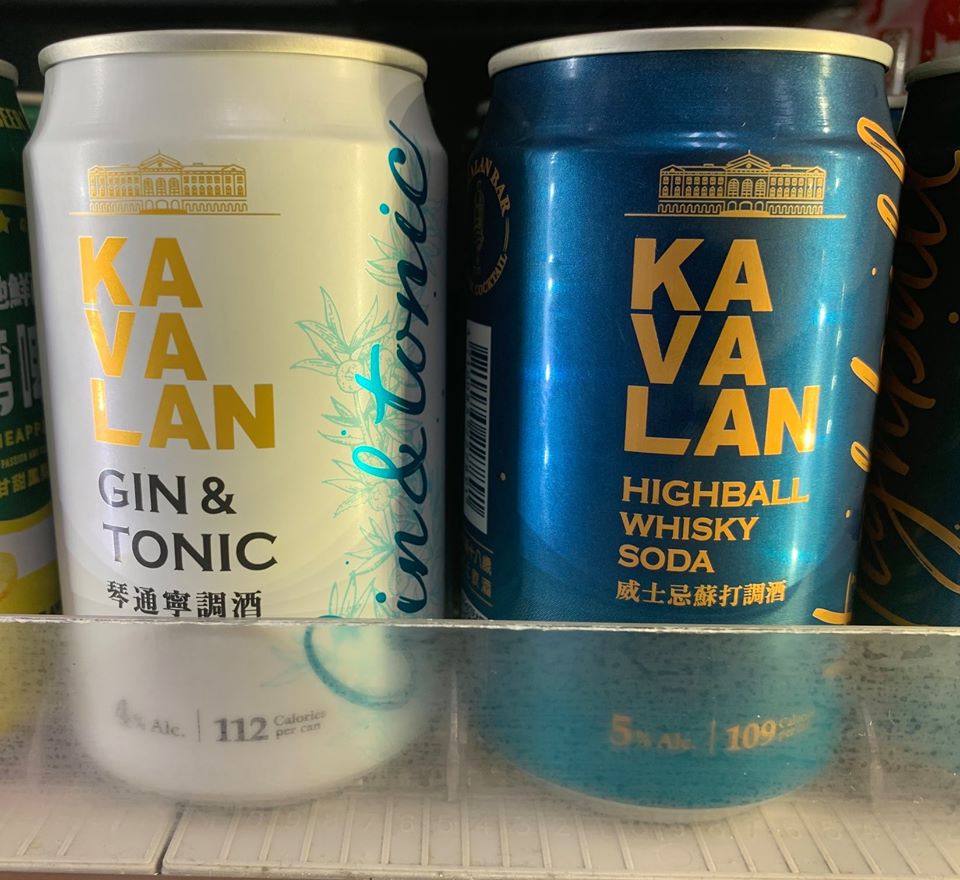 KA
VA
LAN
GIN &
TONIC
琴通寧調酒
4% Alc. | 112 Calories
per can
Gin & tonic
KA
VA
LAN
HIGHBALL
WHISKY
SODA
威士忌蘇打調酒
5% Alc. | 109